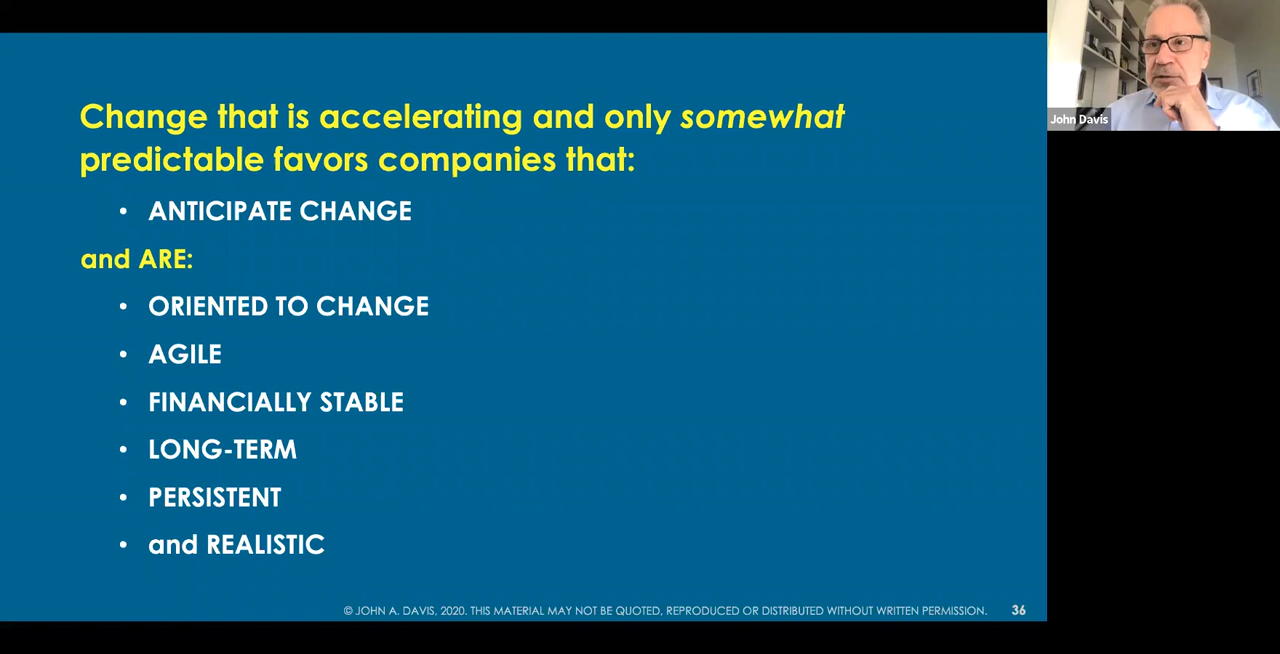 Change that is accelerating and only somewhat
predictable favors companies that:
• ANTICIPATE CHANGE
and ARE:
• ORIENTED TO CHANGE
• AGILE
• FINANCIALLY STABLE
• LONG-TERM
• PERSISTENT
• and REALISTIC
© JOHN A. DAVIS, 2020. THIS MATERIAL MAY NOT BE QUOTED, REPRODUCED OR DISTRIBUTED WITHOUT WRITTEN PERMISSION. 36
John Davis